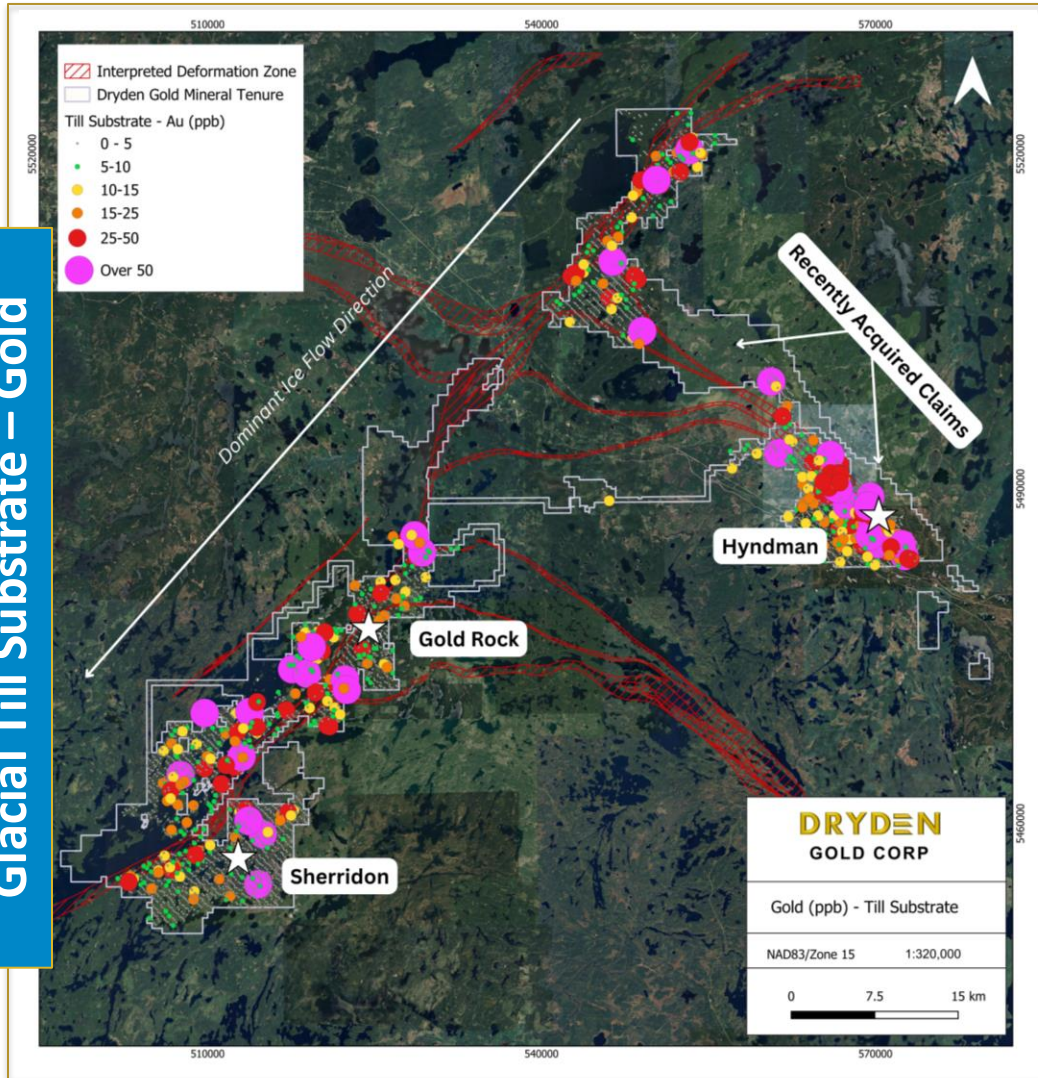 Glacial Till Substrate – Gold
510000
540000
570000
5520000
5520000
5490000
5460000
Interpreted Deformation Zone
Dryden Gold Mineral Tenure
Till Substrate - Au (ppb)
0 - 5
5-10
10-15
15-25
25-50
Over 50
Dominant Ice Flow Direction
Recently Acquired Claims
Hyndman
Gold Rock
Sherridon
DRYDEN
GOLD CORP
Gold (ppb) - Till Substrate
NAD83/Zone 15 1:320,000
0 7.5 15 km
510000
540000
570000